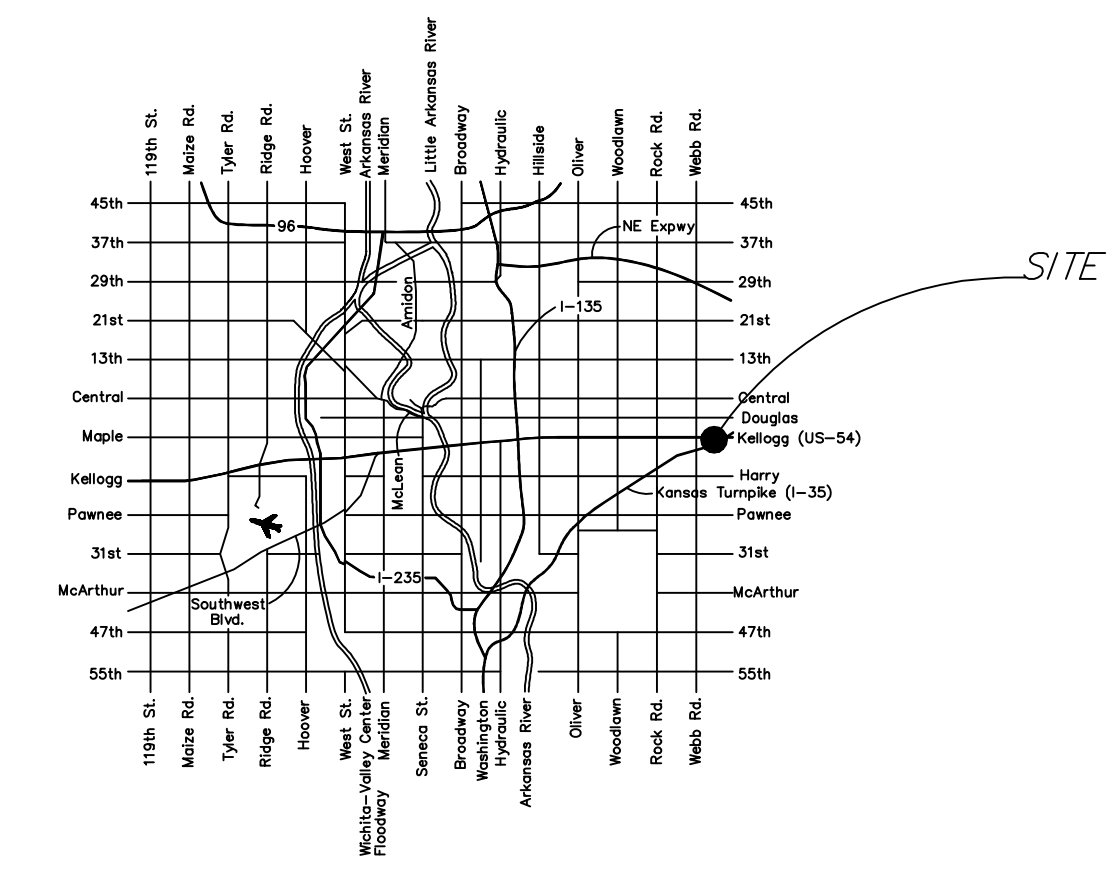 119th St.
Maize Rd.
Tyler Rd.
Ridge Rd.
Hoover
West St.
Arkansas River
Meridian
Little Arkansas River
Broadway
Hydraulic
Hillside
Oliver
Woodlawn
Rock Rd.
Webb Rd.
45th
45th
96
NE Expwy
37th
37th
SITE
29th
29th
Amidon
I-135
21st
21st
13th
13th
Central
Central
Douglas
Maple
Kellogg (US-54)
McLean
Kellogg
Harry
Kansas Turnpike (I-35)
Pawnee
Pawnee
31st
31st
I-235
McArthur
McArthur
Southwest
Blvd.
47th
47th
55th
55th
119th St.
Maize Rd.
Tyler Rd.
Ridge Rd.
Hoover
West St.
Wichita-Valley Center
Floodway
Meridian
Seneca St.
Broadway
Washington
Hydraulic
Arkansas River
Oliver
Woodlawn
Rock Rd.
Webb Rd.